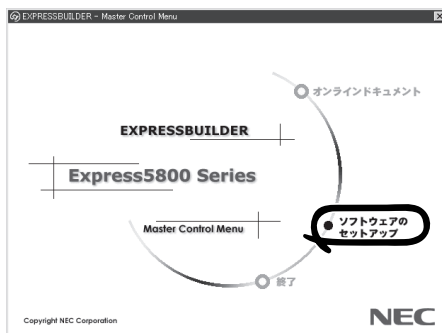 EXPRESSBUILDER - Master Control Menu
オンラインドキュメント
EXPRESSBUILDER
Express5800 Series
Master Control Menu
ソフトウェアの
セットアップ
終了
Copyright NEC Corporation
NEC